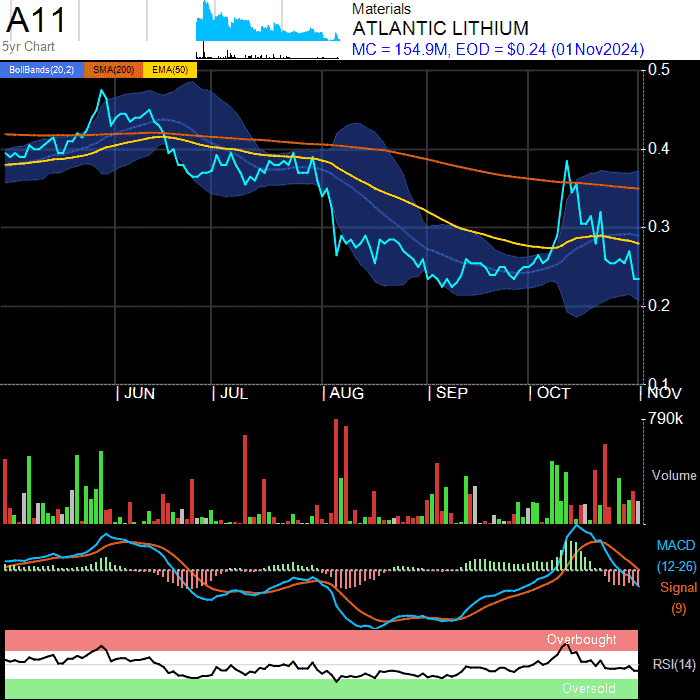 A11
5yr Chart
Materials
ATLANTIC LITHIUM
MC = 154.9M, EOD = $0.24 (01Nov2024)
BollBands(20,2) SMA(200) EMA(50)
0.5
0.4
0.3
0.2
0.1
JUN JUL AUG SEP OCT NOV
790k
Volume
MACD
(12-26)
Signal
(9)
Overbought
RSI(14)
Oversold